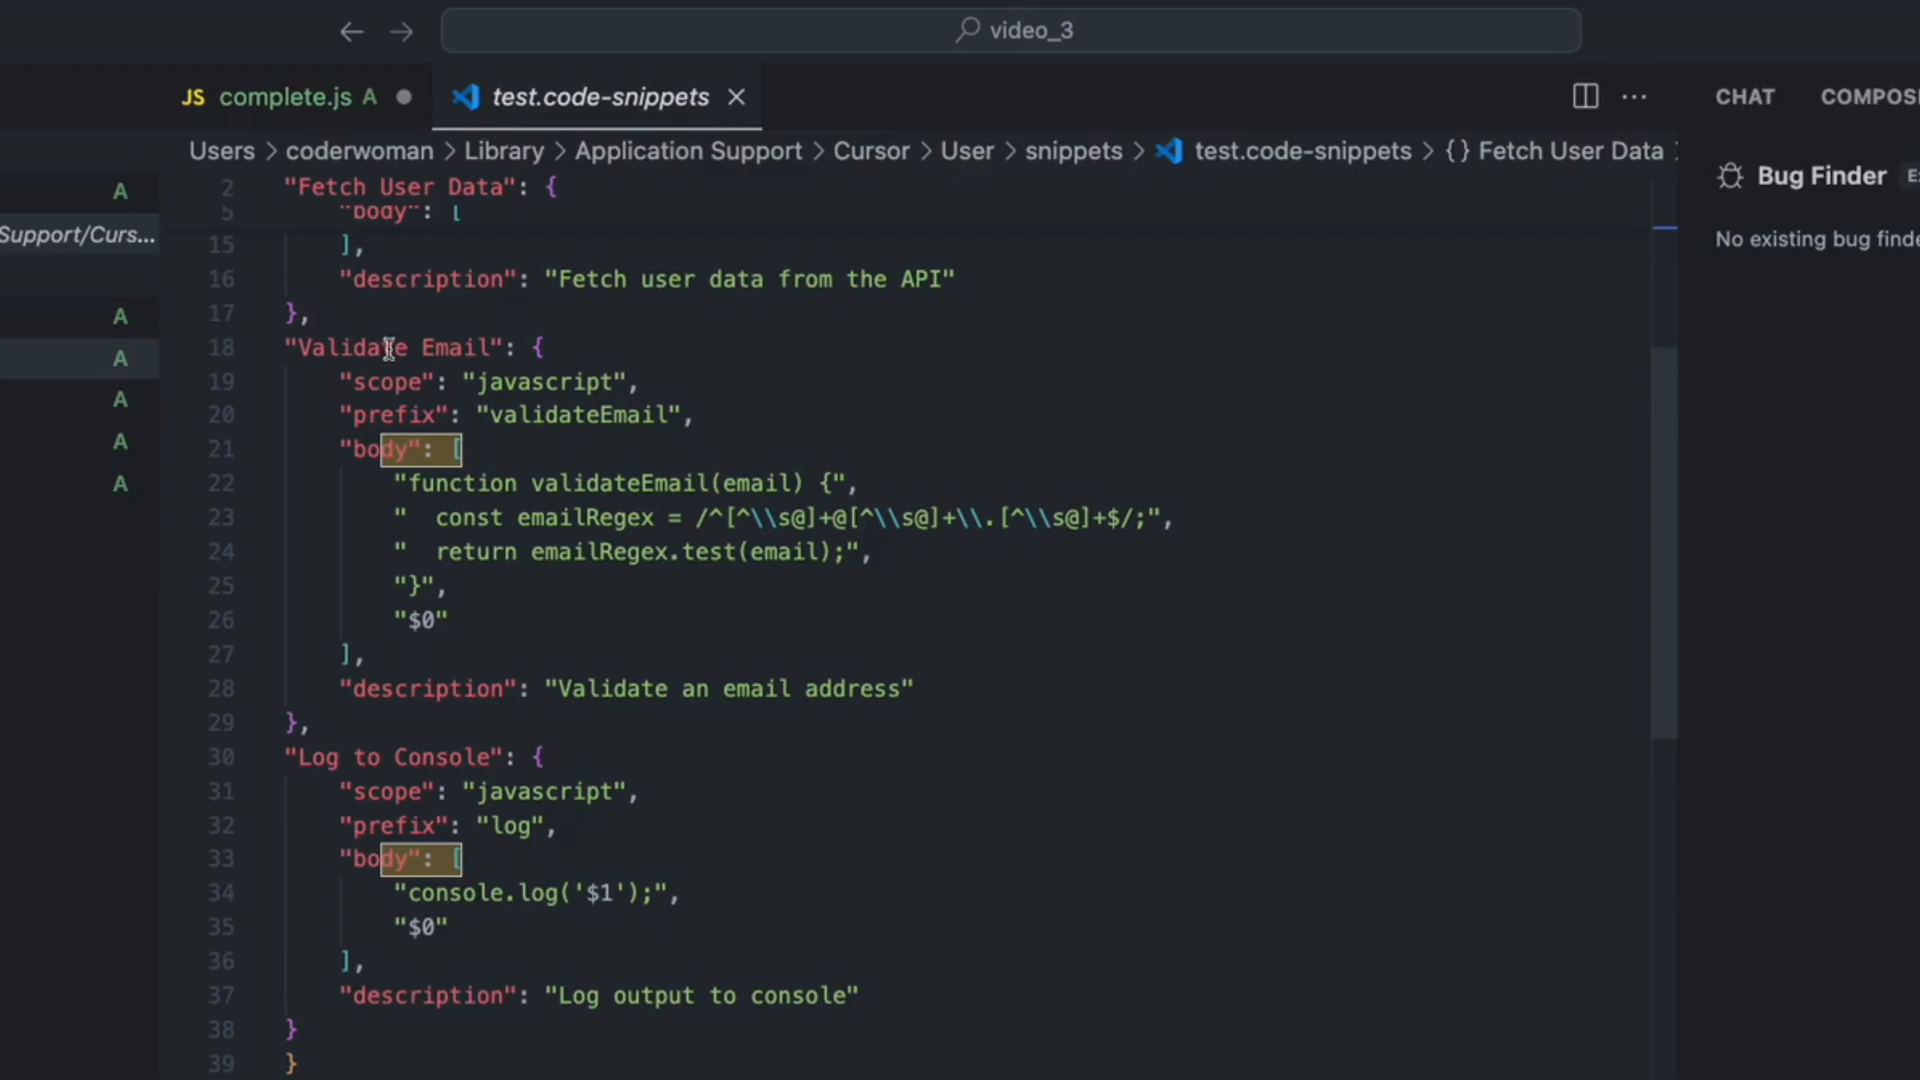 video_3
JS complete.js A
test.code-snippets
CHAT COMPOS
Users > coderwoman > Library > Application Support > Cursor > User > snippets > test.code-snippets > {} Fetch User Data
Bug Finder
No existing bug finde
A
Support/Curs...
A
A
A
A
A
2 "Fetch User Data": {
5 "body": [
15 ],
16 "description": "Fetch user data from the API"
17 },
18 "Validate Email": {
19 "scope": "javascript",
20 "prefix": "validateEmail",
21 "body": [
22 "function validateEmail(email) {",
23 "  const emailRegex = /^[^\\s@]+@[^\\s@]+\\.[^\\s@]+$/;",
24 "  return emailRegex.test(email);",
25 "}",
26 "$0"
27 ],
28 "description": "Validate an email address"
29 },
30 "Log to Console": {
31 "scope": "javascript",
32 "prefix": "log",
33 "body": [
34 "console.log('$1');",
35 "$0"
36 ],
37 "description": "Log output to console"
38 }
39 }